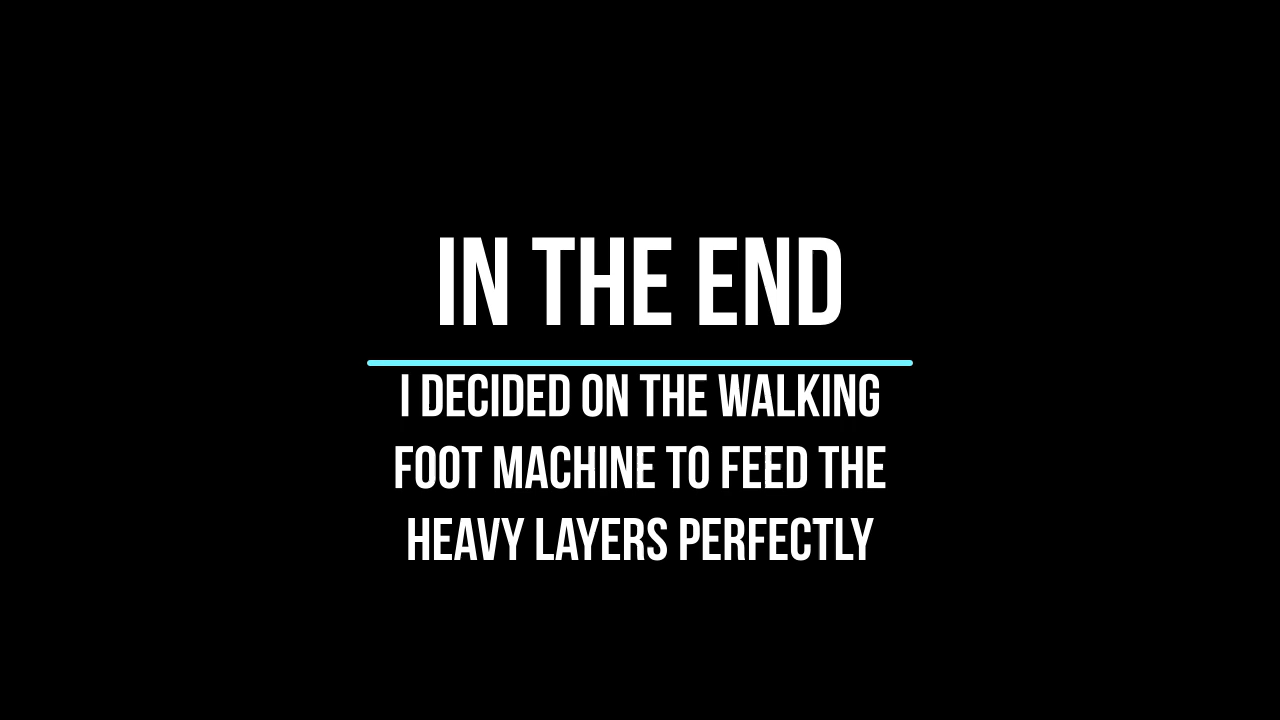 IN THE END
I DECIDED ON THE WALKING
FOOT MACHINE TO FEED THE
HEAVY LAYERS PERFECTLY